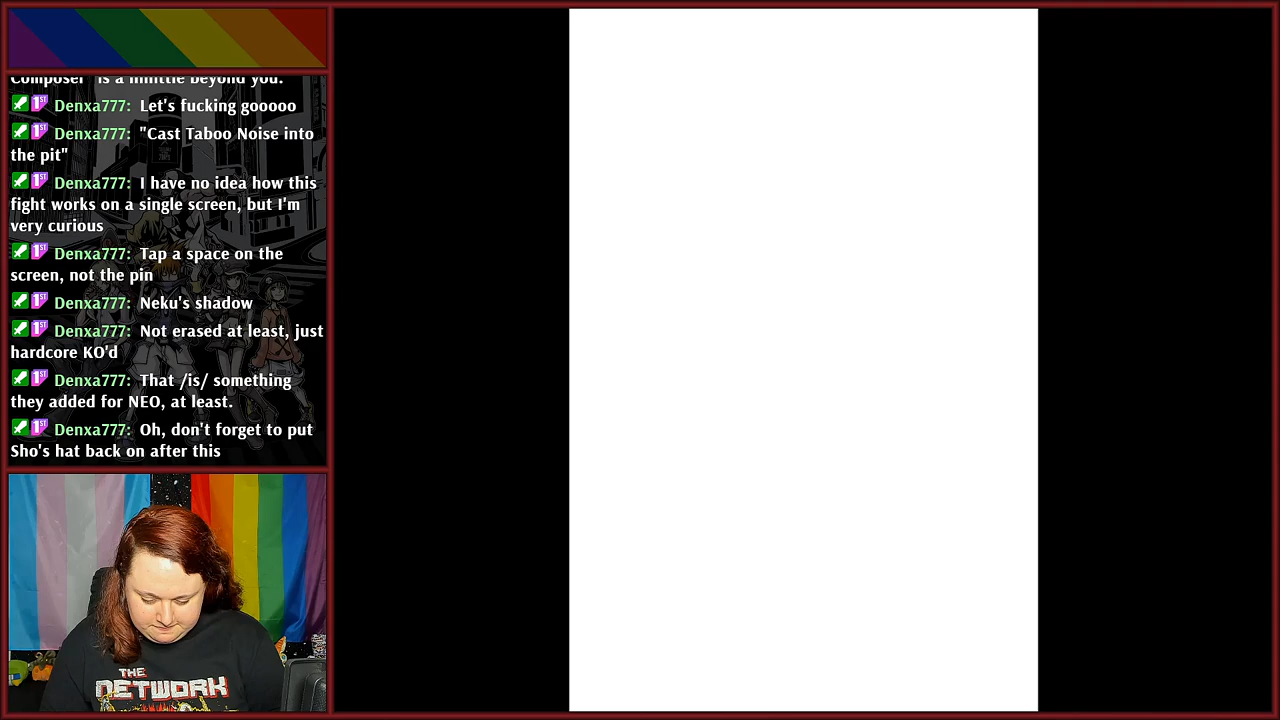 Composer" is a
beyond you.
Denxa777: Let's fucking gooooo
Denxa777: "Cast Taboo Noise into
the pit"
Denxa777: I have no idea how this
fight works on a single screen, but I'm
very curious
Denxa777: Tap a space on the
screen, not the pin
Denxa777: Neku's shadow
Denxa777: Not erased at least, just
hardcore KO'd
Denxa777: That /is/ something
they added for NEO, at least.
Denxa777: Oh, don't forget to put
Sho's hat back on after this
THE
NETWORK